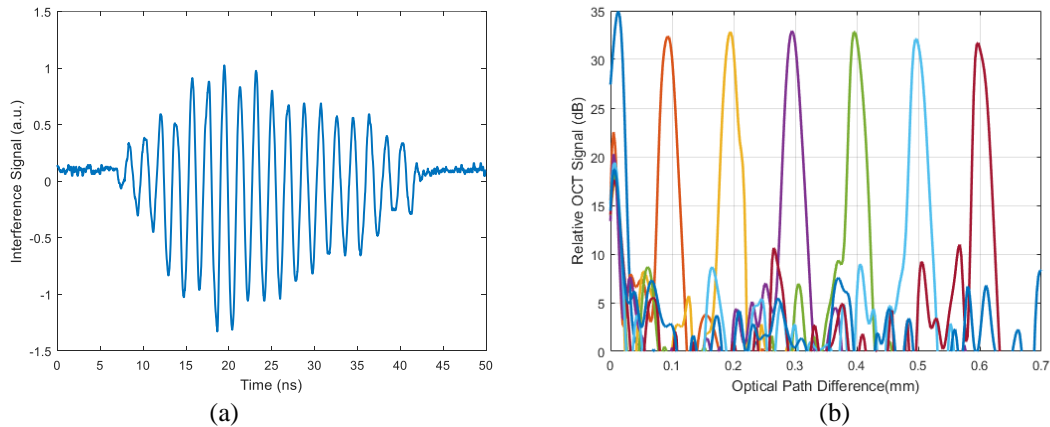 1.5
1
0.5
0
-0.5
-1
-1.5
Interference Signal (a.u.)
0 5 10 15 20 25 30 35 40 45 50
Time (ns)
(a)
35
30
25
20
15
10
5
0
Relative OCT Signal (dB)
0 0.1 0.2 0.3 0.4 0.5 0.6 0.7
Optical Path Difference(mm)
(b)